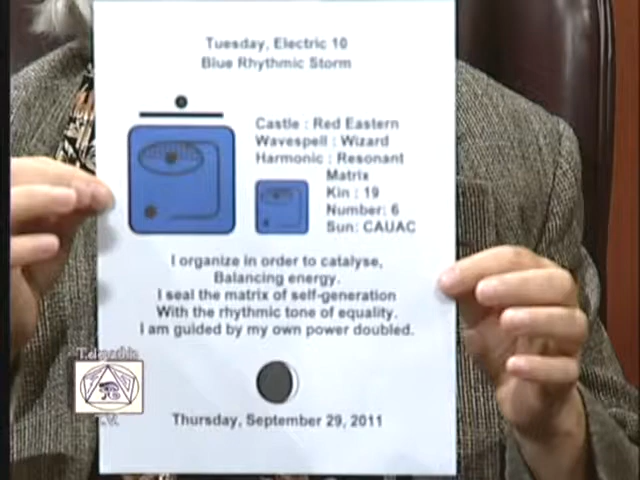 Tuesday, Electric 10
Blue Rhythmic Storm
Castle : Red Eastern
Wavespell : Wizard
Harmonic : Resonant
Matrix
Kin : 19
Number: 6
Sun: CAUAC
I organize in order to catalyse,
Balancing energy.
I seal the matrix of self-generation
With the rhythmic tone of equality.
I am guided by my own power doubled.
Thursday, September 29, 2011
T.V.